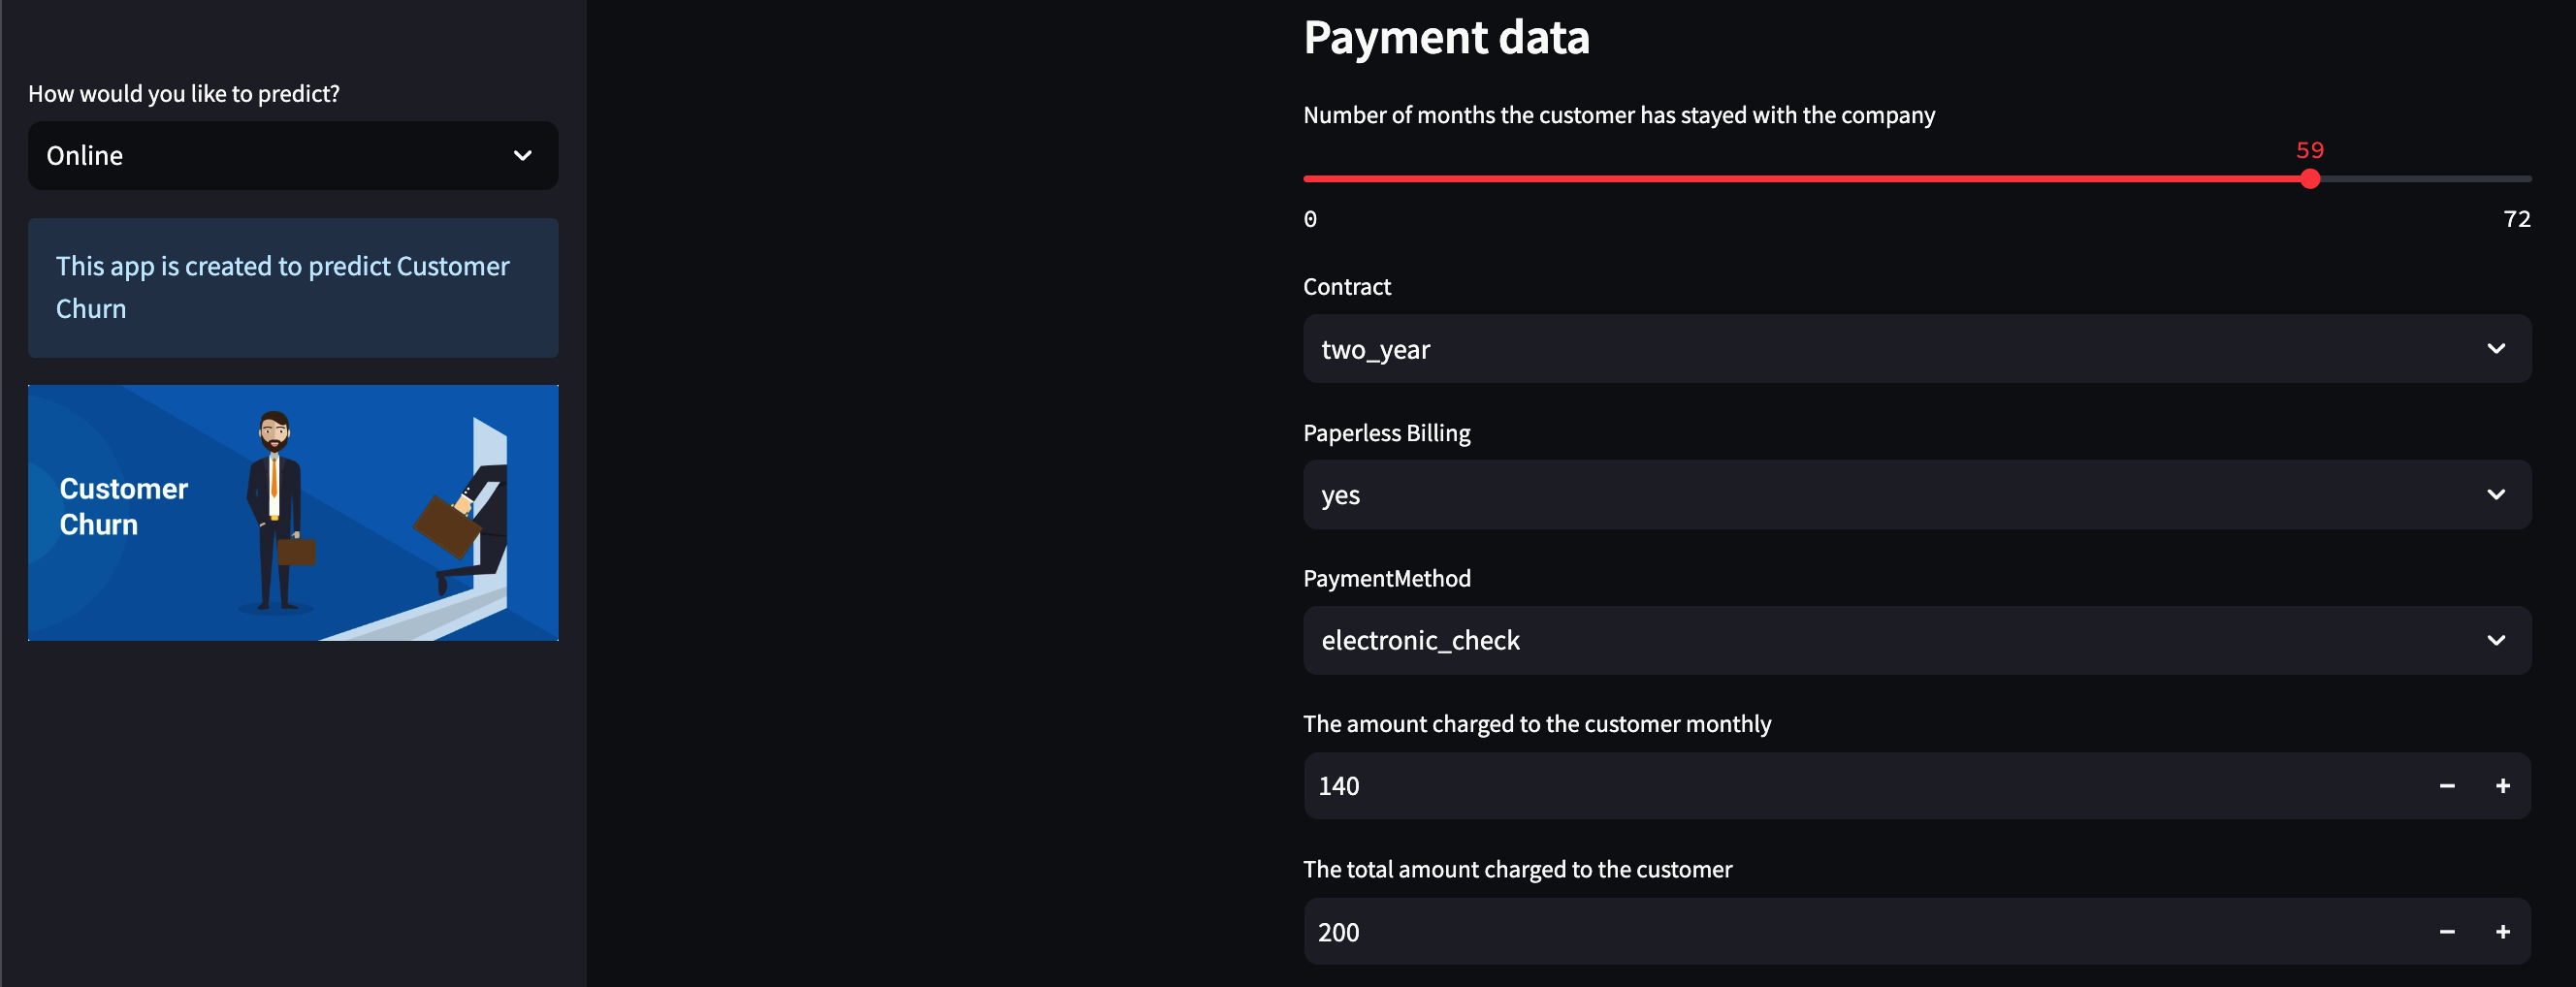 How would you like to predict?
Online
This app is created to predict Customer
Churn
Customer
Churn
Payment data
Number of months the customer has stayed with the company
59
0
72
Contract
two_year
Paperless Billing
yes
PaymentMethod
electronic_check
The amount charged to the customer monthly
140
The total amount charged to the customer
200